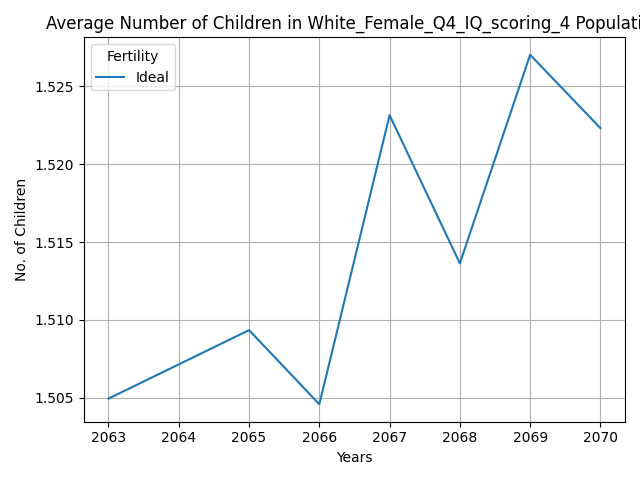 Average Number of Children in White_Female_Q4_IQ_scoring_4 Populati
Fertility
Ideal
No. of Children
1.525
1.520
1.515
1.510
1.505
2063 2064 2065 2066 2067 2068 2069 2070
Years